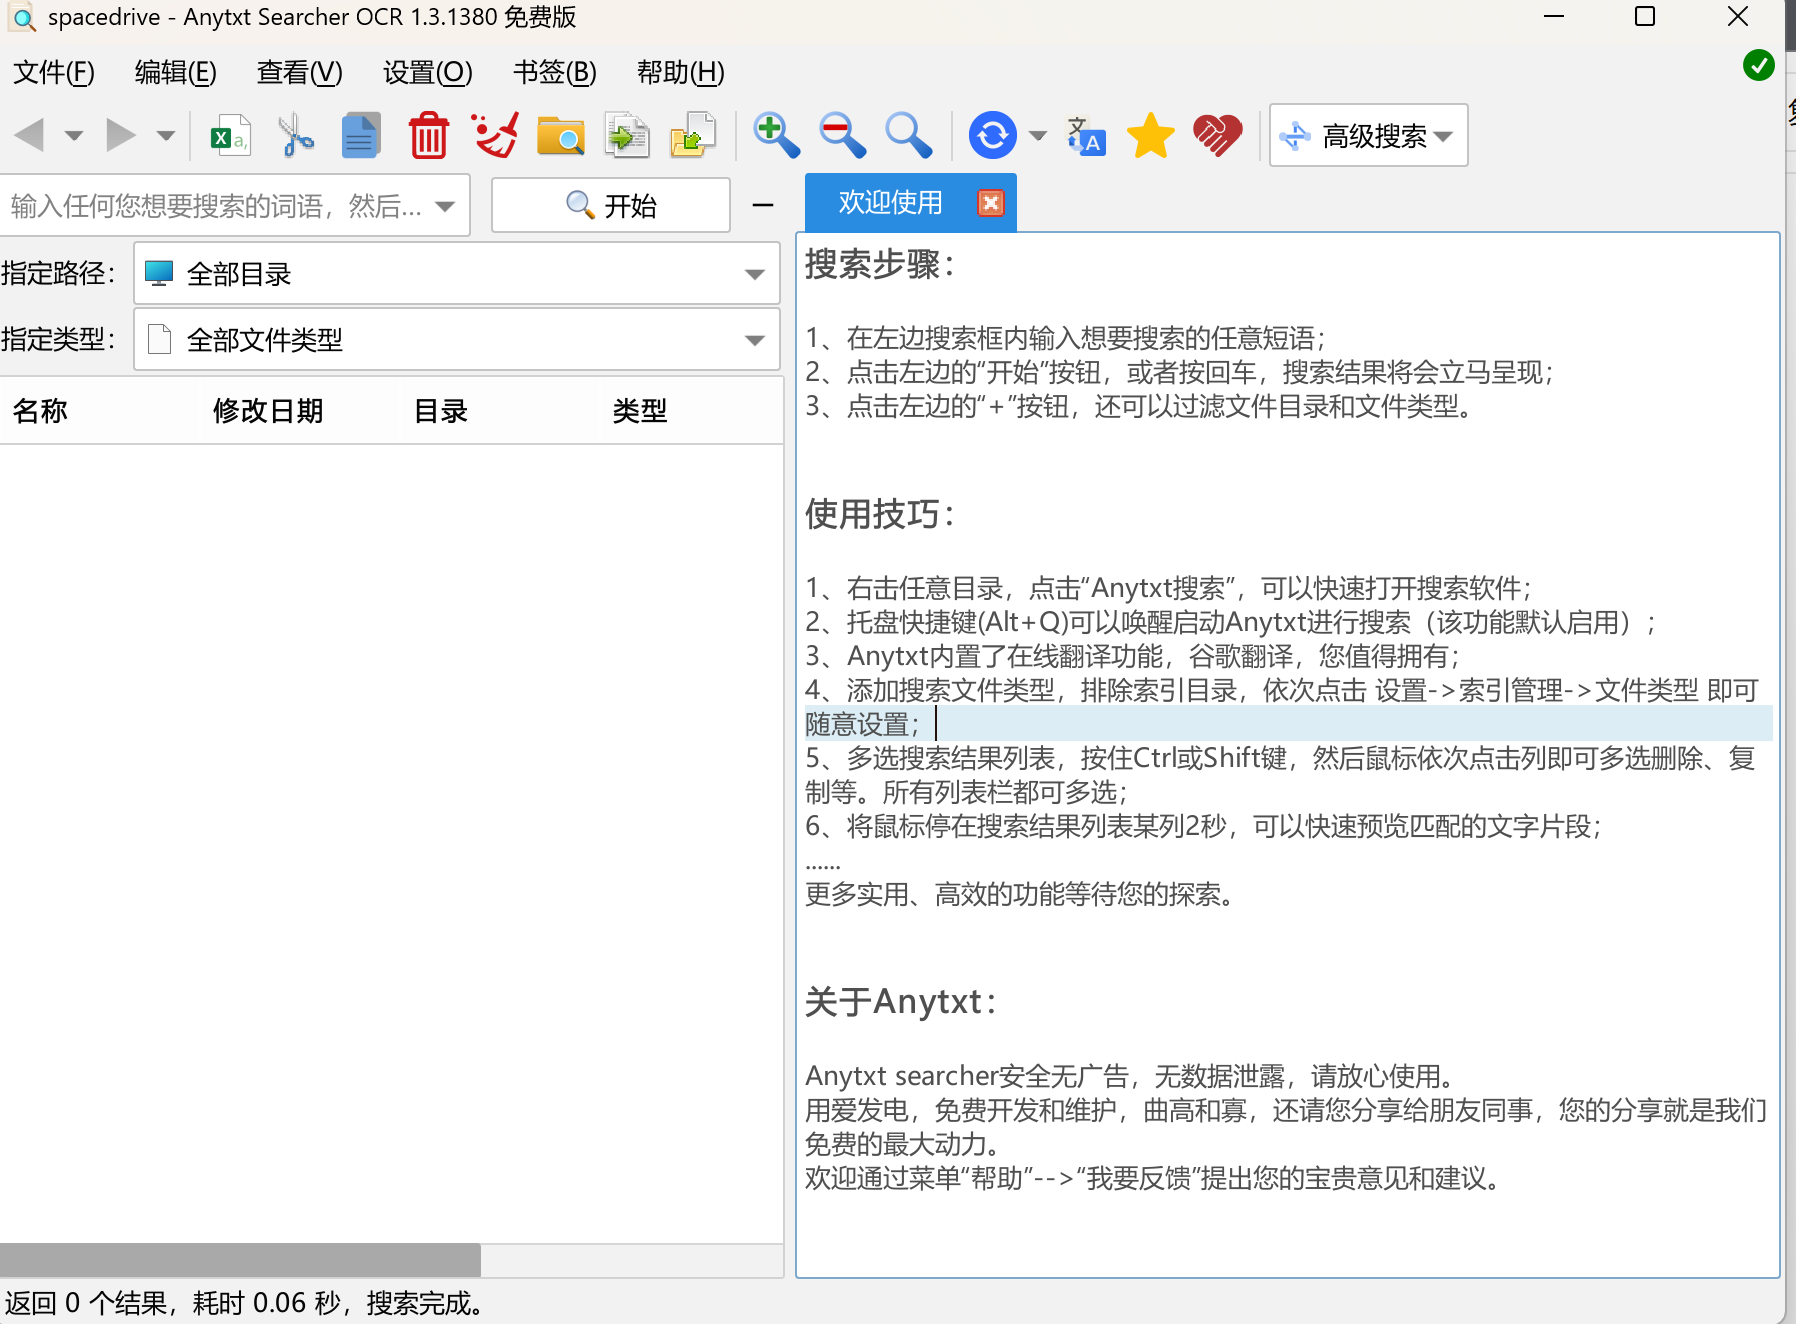 spacedrive - Anytxt Searcher OCR 1.3.1380 免费版
文件(F) 编辑(E) 查看(V) 设置(O) 书签(B) 帮助(H)
高级搜索
输入任何您想要搜索的词语，然后...
开始
欢迎使用
指定路径：
全部目录
指定类型：
全部文件类型
名称 修改日期 目录 类型
搜索步骤：
1、在左边搜索框内输入想要搜索的任意短语；
2、点击左边的“开始”按钮，或者按回车，搜索结果将会立马呈现；
3、点击左边的“+”按钮，还可以过滤文件目录和文件类型。
使用技巧：
1、右击任意目录，点击“Anytxt搜索”，可以快速打开搜索软件；
2、托盘快捷键(Alt+Q)可以唤醒启动Anytxt进行搜索（该功能默认启用）；
3、Anytxt内置了在线翻译功能，谷歌翻译，您值得拥有；
4、添加搜索文件类型，排除索引目录，依次点击 设置->索引管理->文件类型 即可
随意设置；
5、多选搜索结果列表，按住Ctrl或Shift键，然后鼠标依次点击列即可多选删除、复
制等。所有列表栏都可多选；
6、将鼠标停在搜索结果列表某列2秒，可以快速预览匹配的文字片段；
......
更多实用、高效的功能等待您的探索。
关于Anytxt：
Anytxt searcher安全无广告，无数据泄露，请放心使用。
用爱发电，免费开发和维护，曲高和寡，还请您分享给朋友同事，您的分享就是我们
免费的最大动力。
欢迎通过菜单“帮助”-->“我要反馈”提出您的宝贵意见和建议。
返回 0 个结果，耗时 0.06 秒，搜索完成。